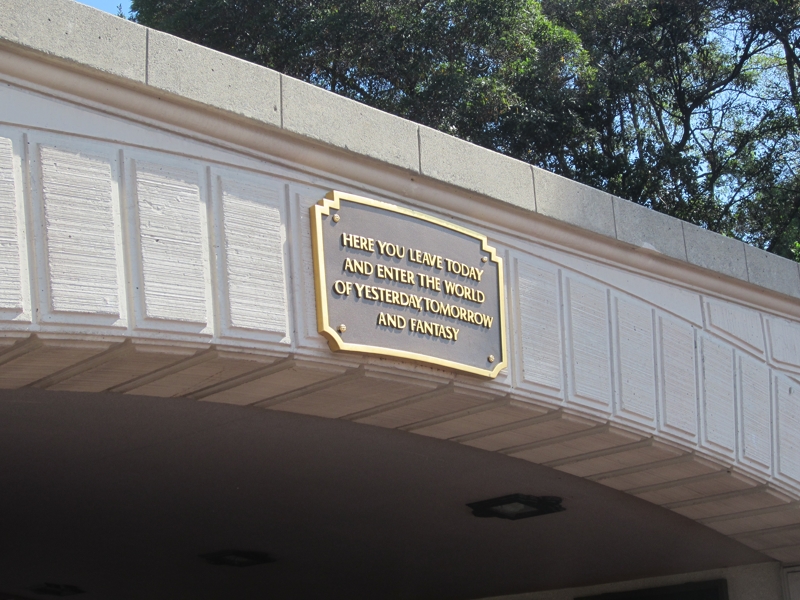 HERE YOU LEAVE TODAY
AND ENTER THE WORLD
OF YESTERDAY, TOMORROW
AND FANTASY